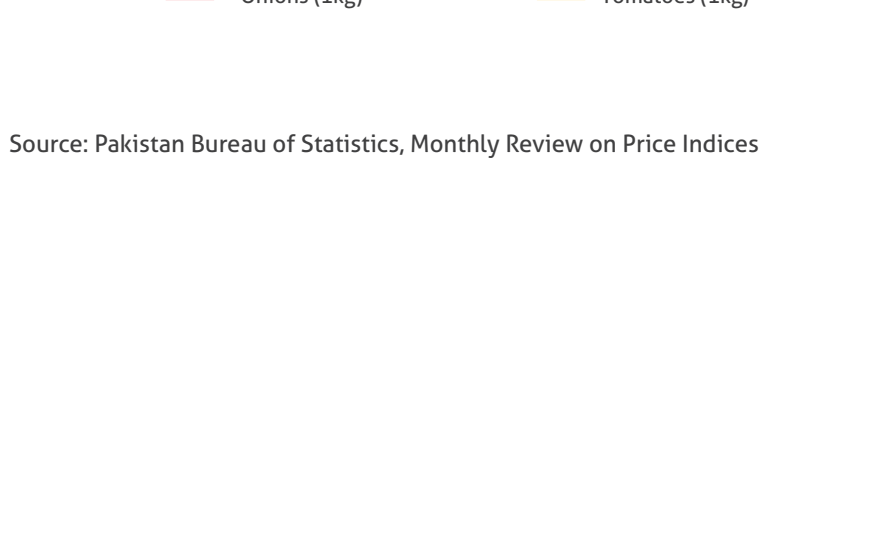 Onions (1kg) Tomatoes (1kg)
Source: Pakistan Bureau of Statistics, Monthly Review on Price Indices